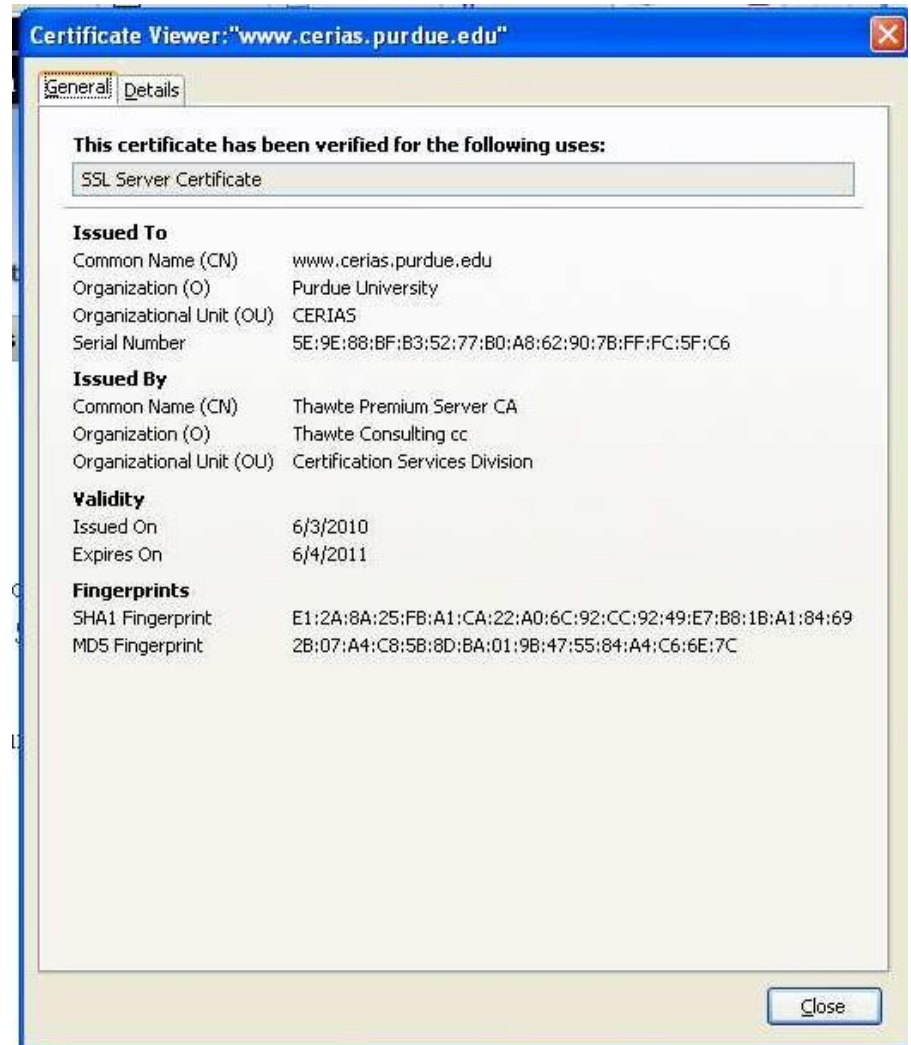 Certificate Viewer:"www.cerias.purdue.edu"
General Details
This certificate has been verified for the following uses:
SSL Server Certificate
Issued To
Common Name (CN) www.cerias.purdue.edu
Organization (O) Purdue University
Organizational Unit (OU) CERIAS
Serial Number 5E:9E:88:BF:B3:52:77:B0:A8:62:90:7B:FF:FC:5F:C6
Issued By
Common Name (CN) Thawte Premium Server CA
Organization (O) Thawte Consulting cc
Organizational Unit (OU) Certification Services Division
Validity
Issued On 6/3/2010
Expires On 6/4/2011
Fingerprints
SHA1 Fingerprint E1:2A:8A:25:FB:A1:CA:22:A0:6C:92:CC:92:49:E7:B8:1B:A1:84:69
MD5 Fingerprint 2B:07:A4:C8:5B:8D:BA:01:9B:47:55:84:A4:C6:6E:7C
Close